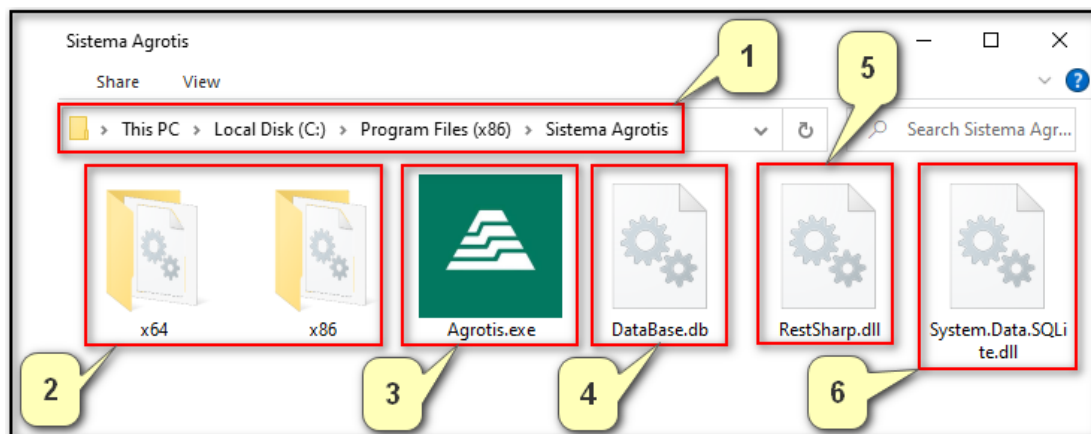 Sistema Agrotis
1
5
Share View
?
This PC > Local Disk (C:) > Program Files (x86) > Sistema Agrotis
Search Sistema Agr...
x64
x86
Agrotis.exe
DataBase.db
RestSharp.dll
System.Data.SQLi
te.dll
2
3
4
6